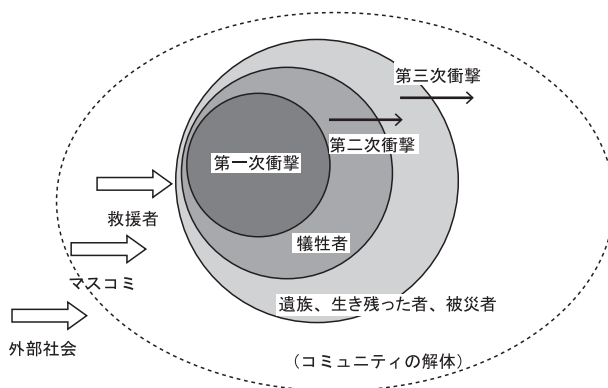 第三次衝撃
第二次衝撃
第一次衝撃
救援者
犠牲者
マスコミ
遺族、生き残った者、被災者
外部社会
（コミュニティの解体）